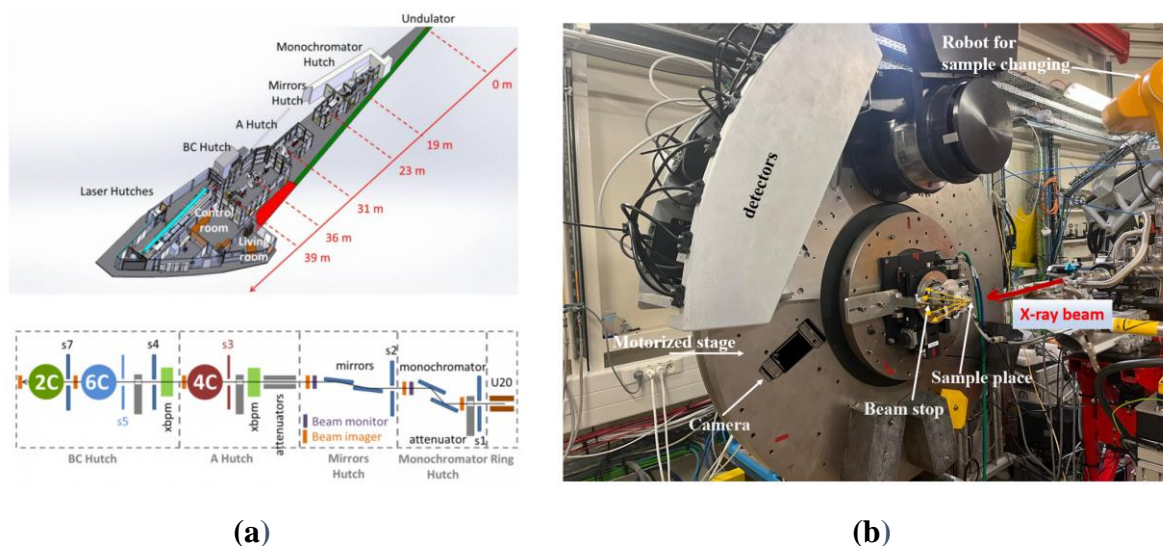 Undulator
Monochromator
Hutch
Mirrors
Hutch
A Hutch
BC Hutch
Laser Hutches
Control
room
Living
room
0 m
19 m
23 m
31 m
36 m
39 m
s7
s4
s3
s2
mirrors
monochromator
U20
2C
6C
4C
s5
xbpm
xbpm
attenuators
Beam monitor
Beam imager
attenuator
s1
BC Hutch
A Hutch
Mirrors
Hutch
Monochromator
Hutch
Ring
(a)
Robot for
sample changing
detectors
X-ray beam
Motorized stage
Sample place
Beam stop
Camera
(b)